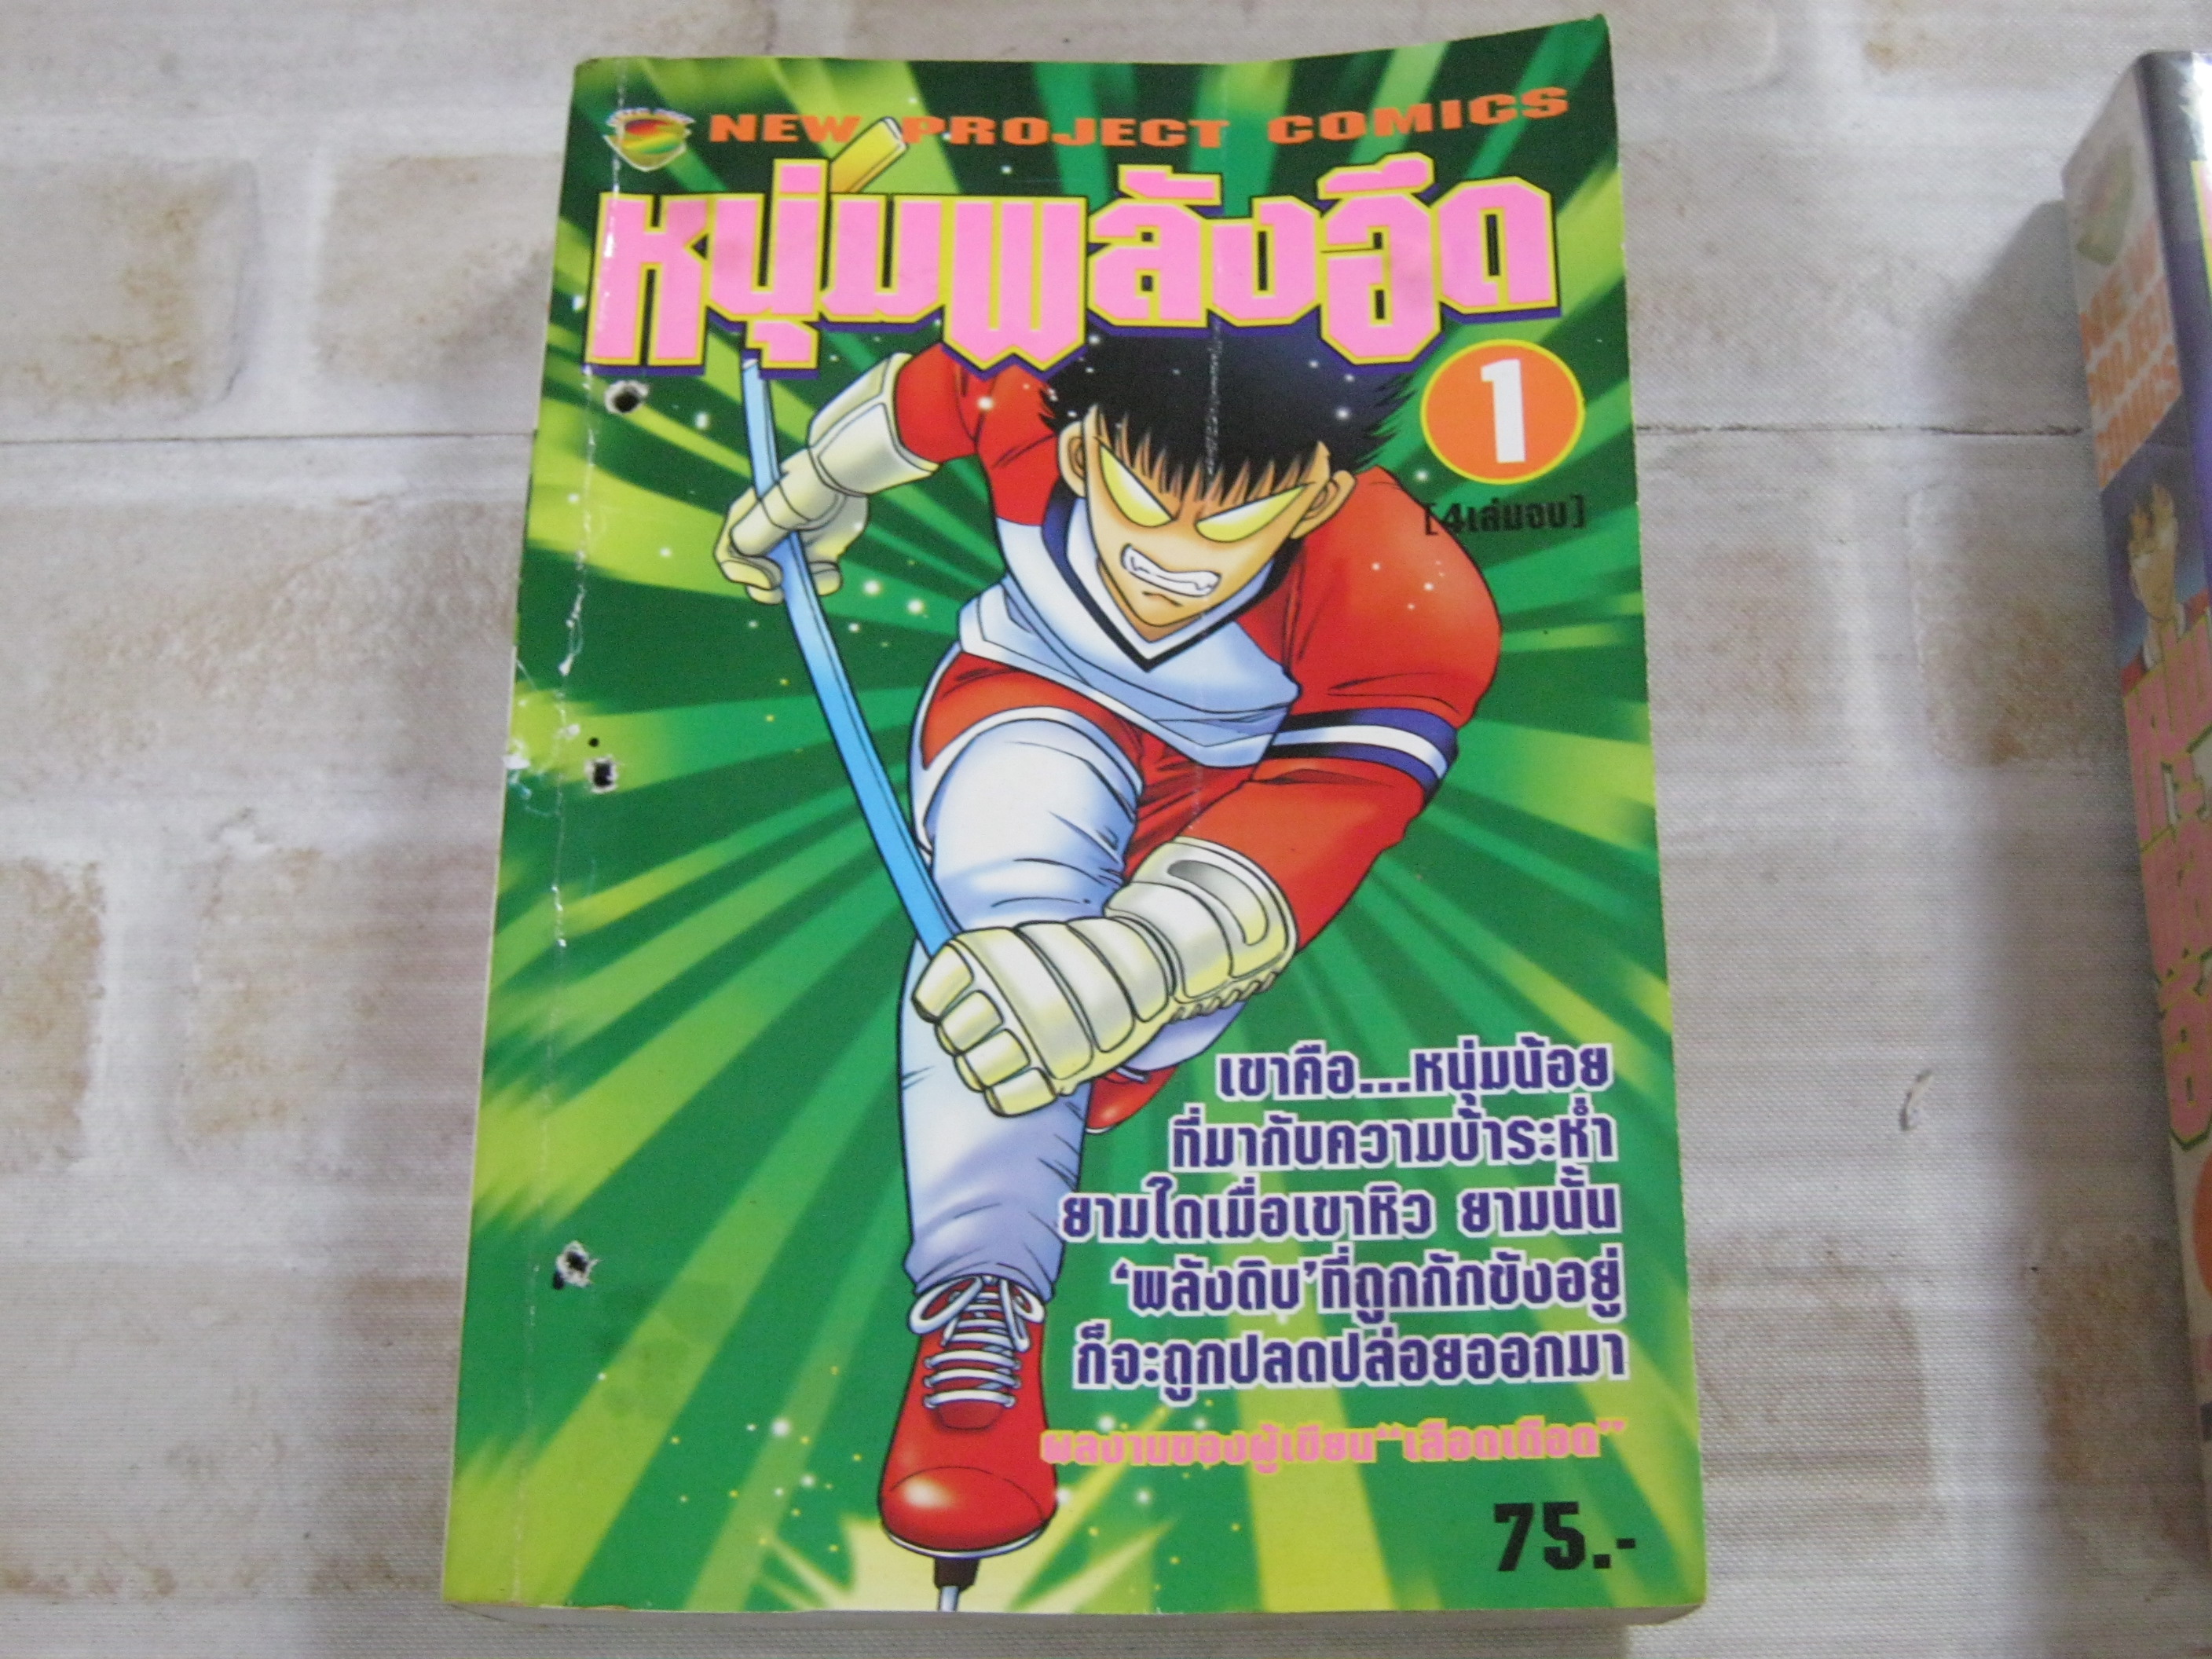 NEW PROJECT COMICS
หนุ่มพลังอึด
1
[4เล่มจบ]
เขาคือ...หนุ่มน้อย
ที่มากับความบ้าระห่ำ
ยามใดเมื่อเขาหิว ยามนั้น
‘พลังดิบ’ที่ถูกกักขังอยู่
ก็จะถูกปลดปล่อยออกมา
ผลงานของผู้เขียน“เลือดเดือด”
75.-
NEW
PROJECT
COMICS